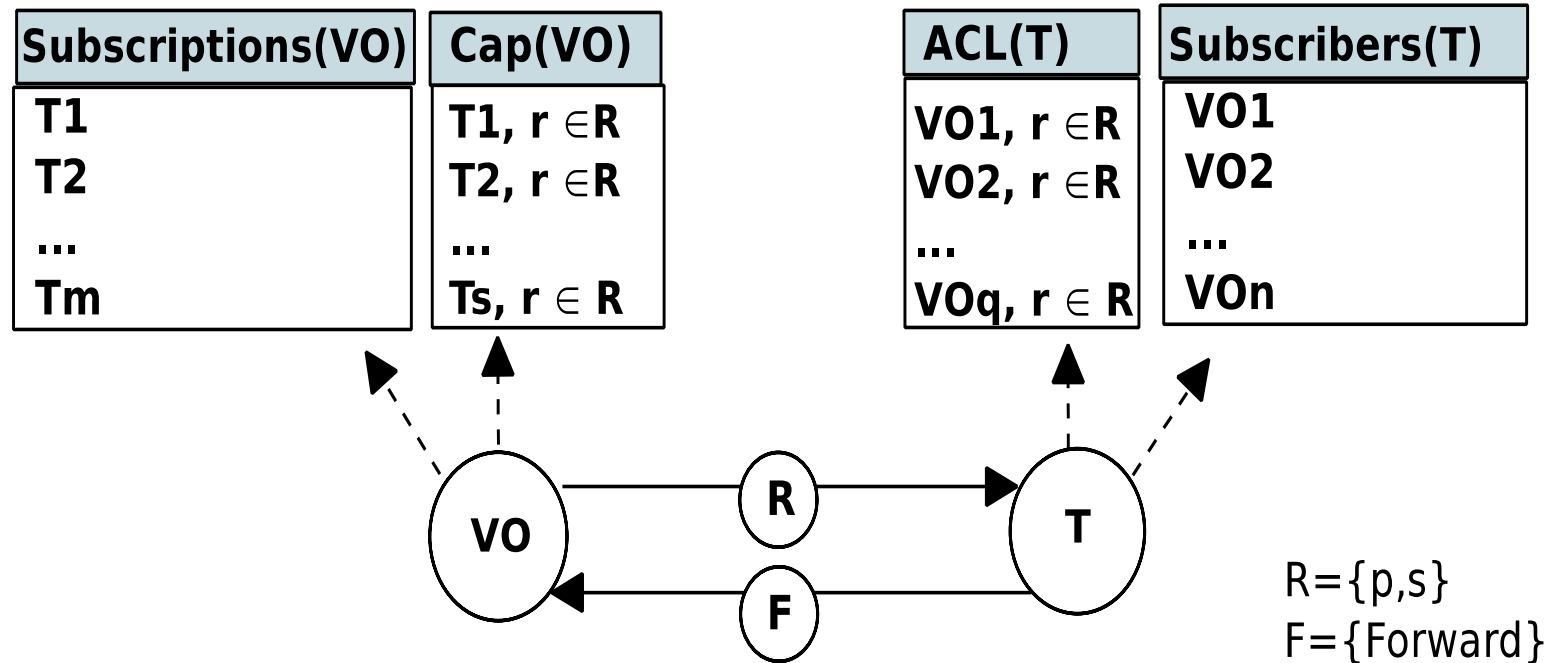 Subscriptions(VO)
T1
T2
...
Tm
Cap(VO)
T1, r ∈R
T2, r ∈R
...
Ts, r ∈ R
ACL(T)
VO1, r ∈R
VO2, r ∈R
...
VOq, r ∈ R
Subscribers(T)
VO1
VO2
...
VOn
VO
R
T
F
R={p,s}
F={Forward}